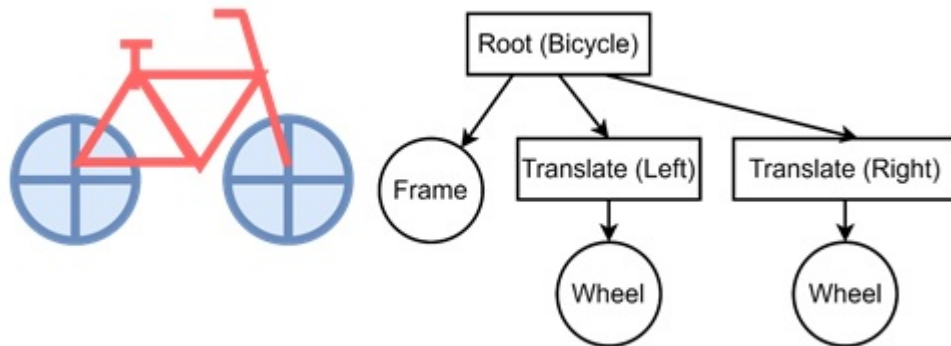 Root (Bicycle)
Frame
Translate (Left)
Translate (Right)
Wheel
Wheel